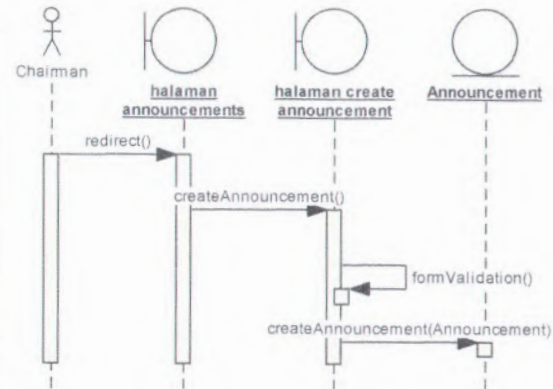 Chairman
halaman
announcements
halaman create
announcement
Announcement
redirect()
createAnnouncement()
formValidation()
createAnnouncement(Announcement)